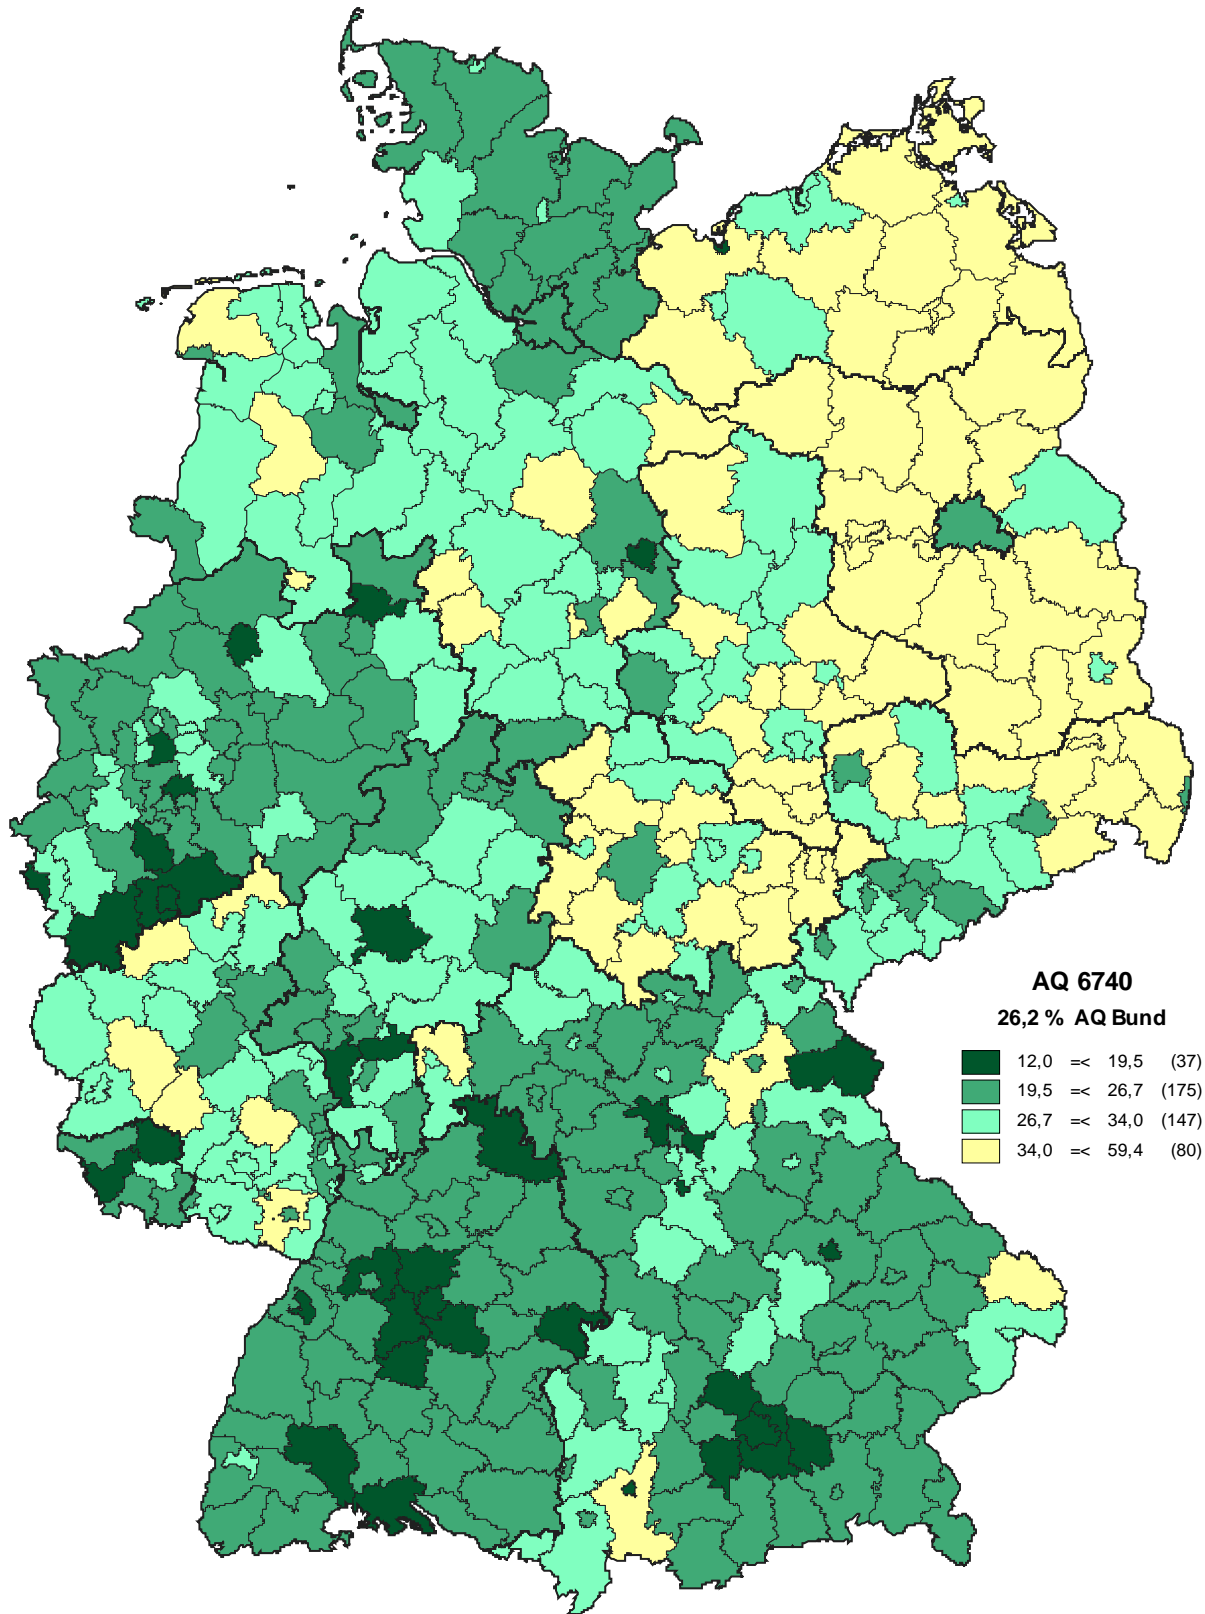 AQ 6740
26,2 % AQ Bund
12,0 =< 19,5 (37)
19,5 =< 26,7 (175)
26,7 =< 34,0 (147)
34,0 =< 59,4 (80)